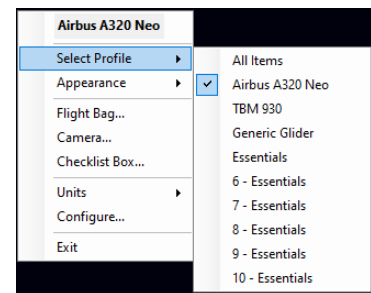 Airbus A320 Neo
Select Profile
Appearance
Flight Bag...
Camera...
Checklist Box...
Units
Configure...
Exit
All Items
Airbus A320 Neo
TBM 930
Generic Glider
Essentials
6 - Essentials
7 - Essentials
8 - Essentials
9 - Essentials
10 - Essentials